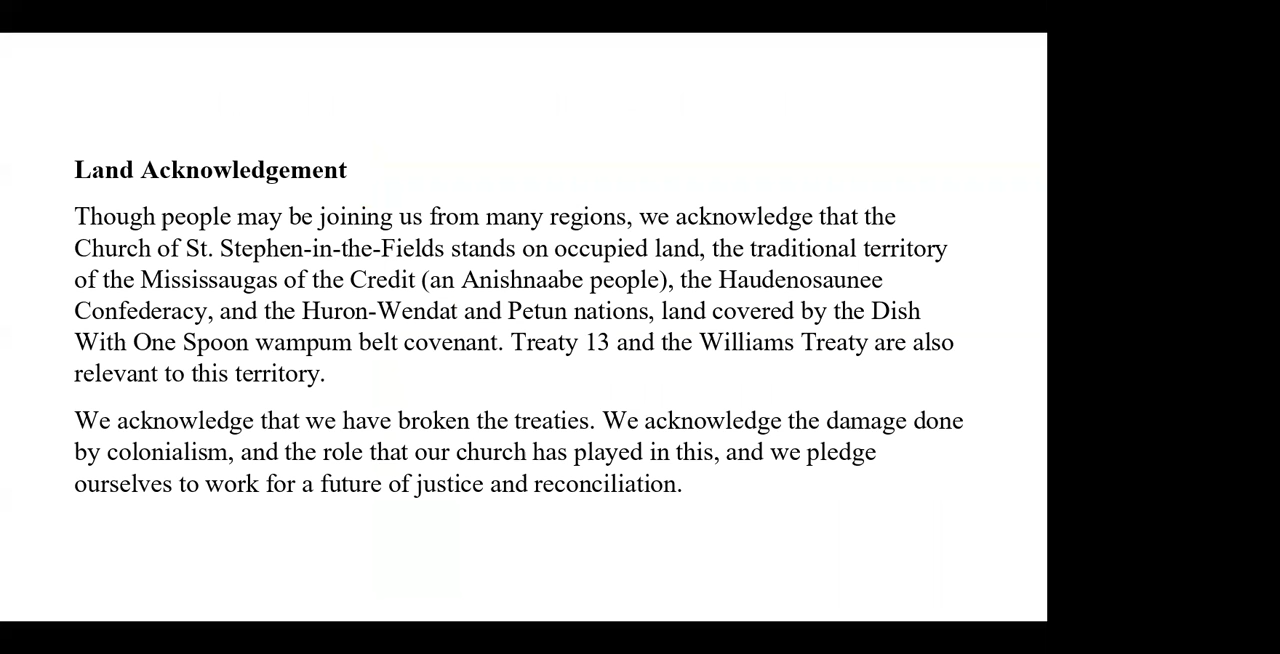 Land Acknowledgement
Though people may be joining us from many regions, we acknowledge that the
Church of St. Stephen-in-the-Fields stands on occupied land, the traditional territory
of the Mississaugas of the Credit (an Anishnaabe people), the Haudenosaunee
Confederacy, and the Huron-Wendat and Petun nations, land covered by the Dish
With One Spoon wampum belt covenant. Treaty 13 and the Williams Treaty are also
relevant to this territory.
We acknowledge that we have broken the treaties. We acknowledge the damage done
by colonialism, and the role that our church has played in this, and we pledge
ourselves to work for a future of justice and reconciliation.